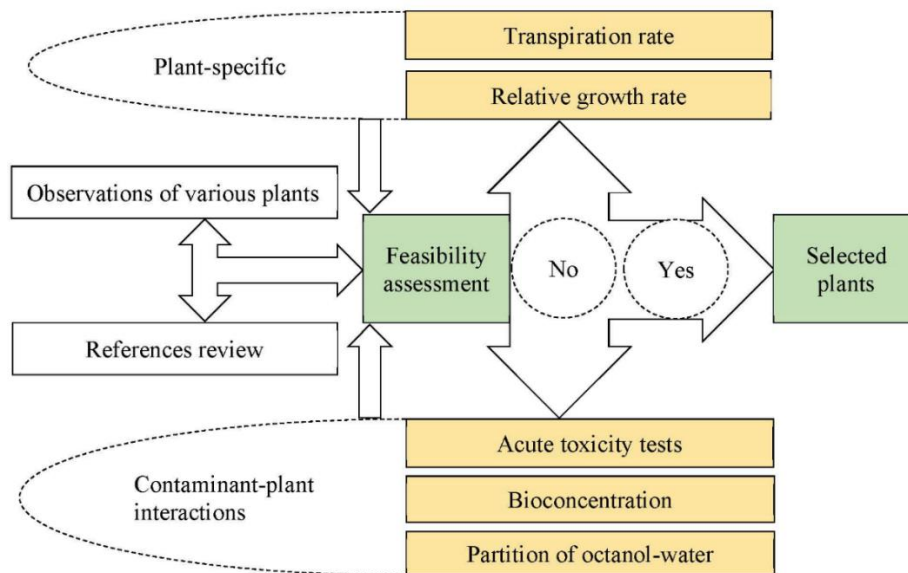 Transpiration rate
Plant-specific
Relative growth rate
Observations of various plants
Feasibility
assessment
No
Yes
Selected
plants
References review
Acute toxicity tests
Contaminant-plant
interactions
Bioconcentration
Partition of octanol-water